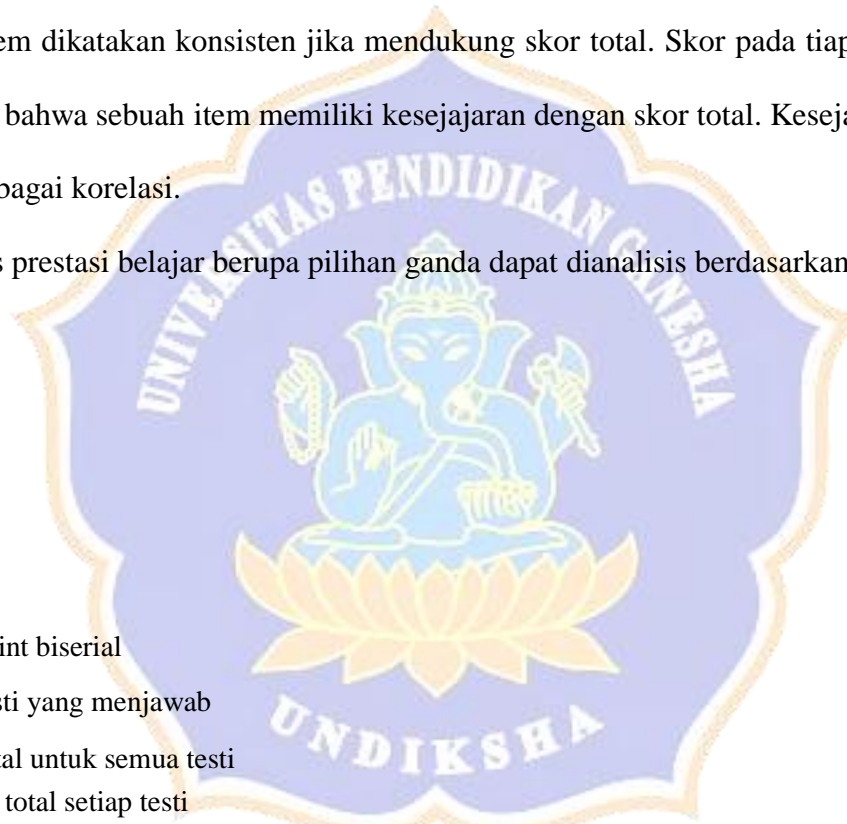 em dikatakan konsisten jika mendukung skor total. Skor pada tiap
bahwa sebuah item memiliki kesejajaran dengan skor total. Keseja
bagai korelasi.
s prestasi belajar berupa pilihan ganda dapat dianalisis berdasarkan
UNIVERSITAS PENDIDIKAN GANESHA
int biserial
sti yang menjawab
tal untuk semua testi
total setiap testi
UNDIKSHA